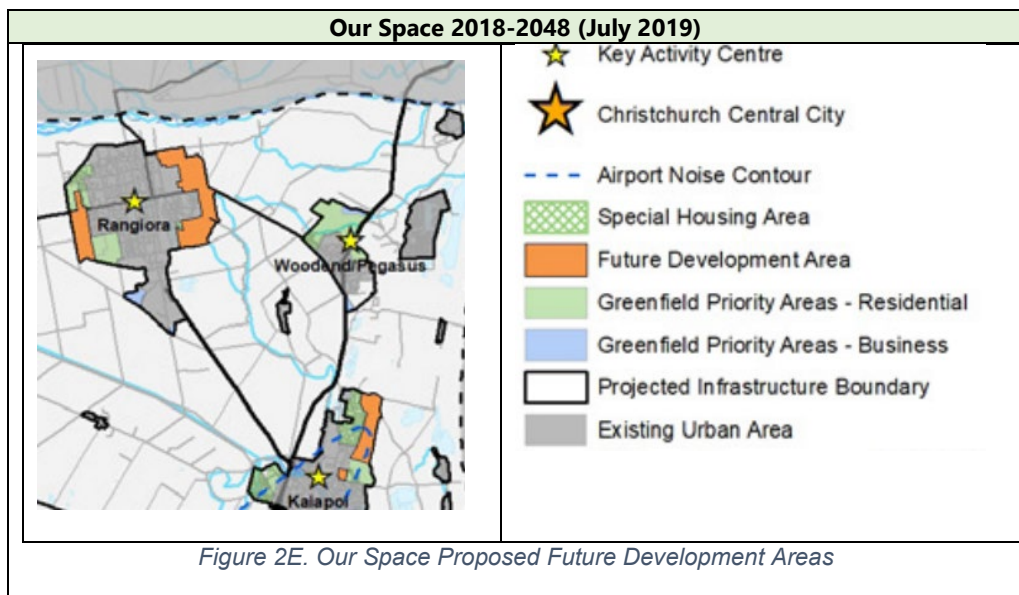 Our Space 2018-2048 (July 2019)
Rangiora
Woodend/Pegasus
Kaiapoi
Key Activity Centre
Christchurch Central City
Airport Noise Contour
Special Housing Area
Future Development Area
Greenfield Priority Areas - Residential
Greenfield Priority Areas - Business
Projected Infrastructure Boundary
Existing Urban Area
Figure 2E. Our Space Proposed Future Development Areas